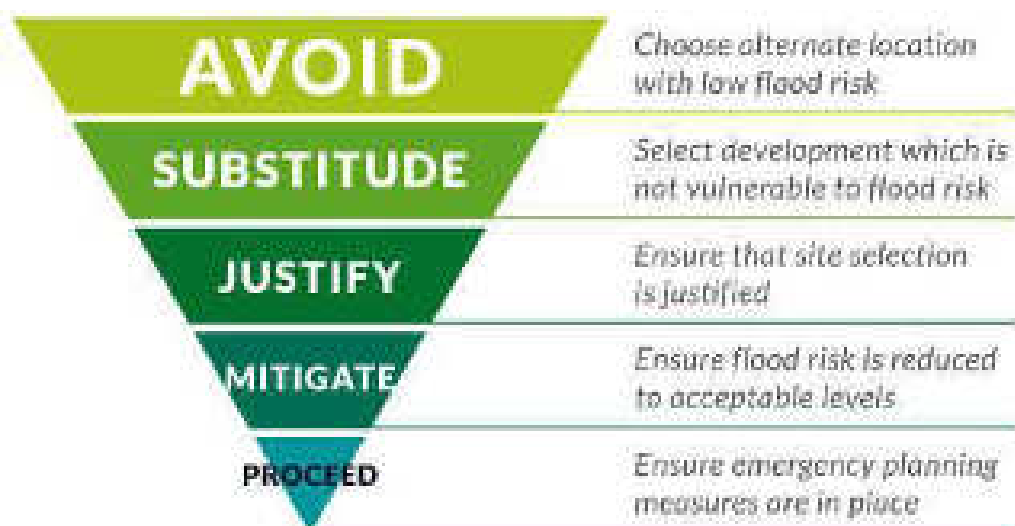 AVOID
Choose alternate location
with low flood risk
SUBSTITUDE
Select development which is
not vulnerable to flood risk
JUSTIFY
Ensure that site selection
is justified
MITIGATE
Ensure flood risk is reduced
to acceptable levels
PROCEED
Ensure emergency planning
measures are in place